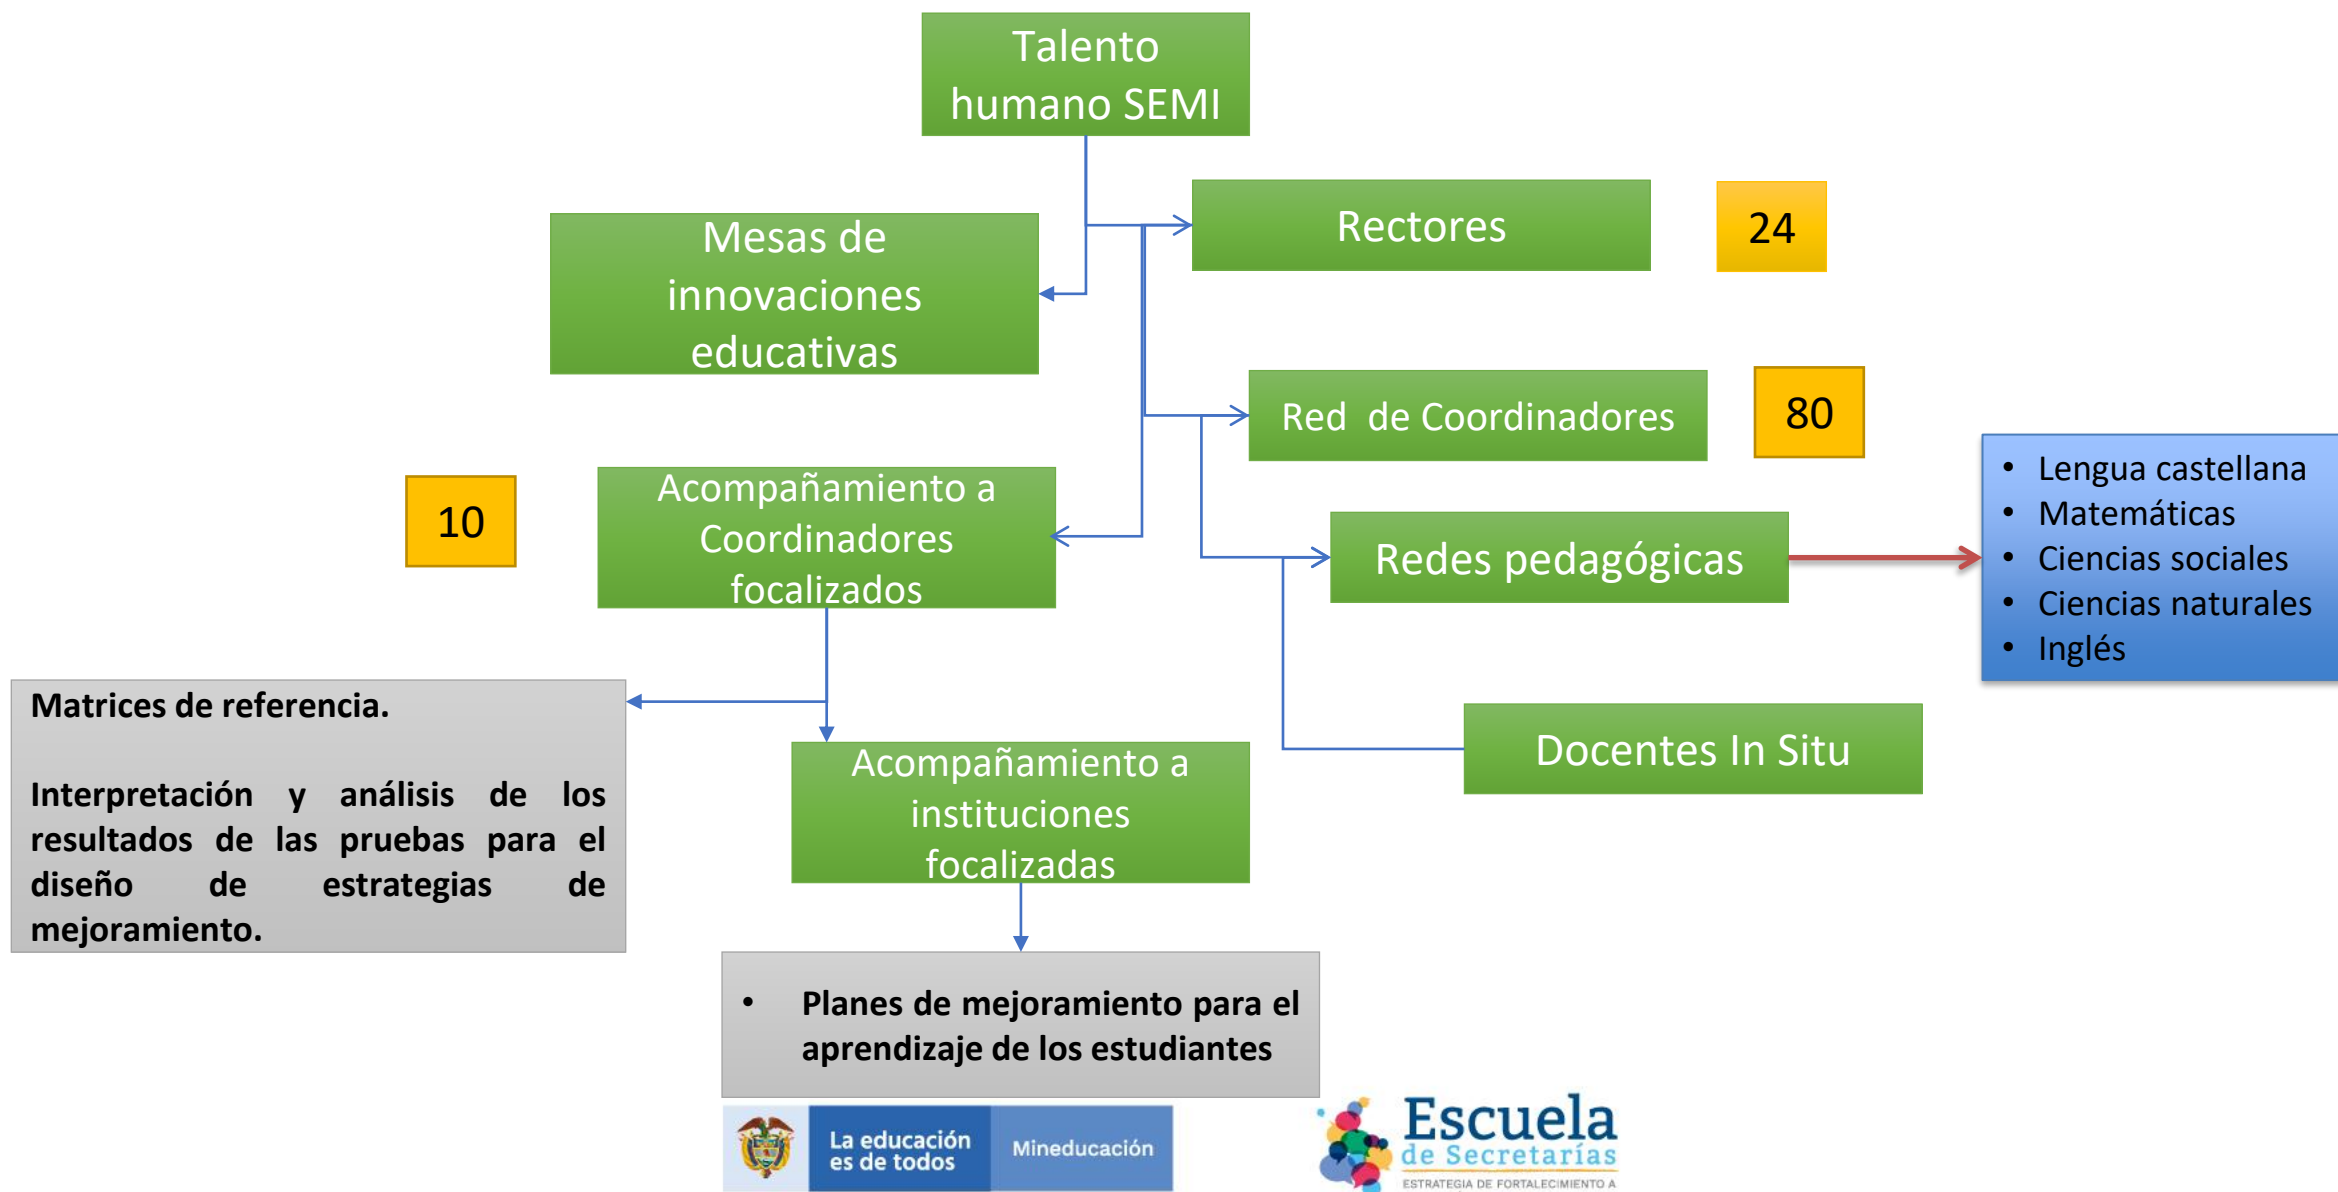 Talento
humano SEMI
Rectores
24
Mesas de
innovaciones
educativas
Red de Coordinadores
80
10
Acompañamiento a
Coordinadores
focalizados
Redes pedagógicas
• Lengua castellana
• Matemáticas
• Ciencias sociales
• Ciencias naturales
• Inglés
Matrices de referencia.
Interpretación y análisis de los
resultados de las pruebas para el
diseño de estrategias de
mejoramiento.
Docentes In Situ
Acompañamiento a
instituciones
focalizadas
• Planes de mejoramiento para el
aprendizaje de los estudiantes
La educación
es de todos
Mineducación
Escuela
de Secretarías
ESTRATEGIA DE FORTALECIMIENTO A